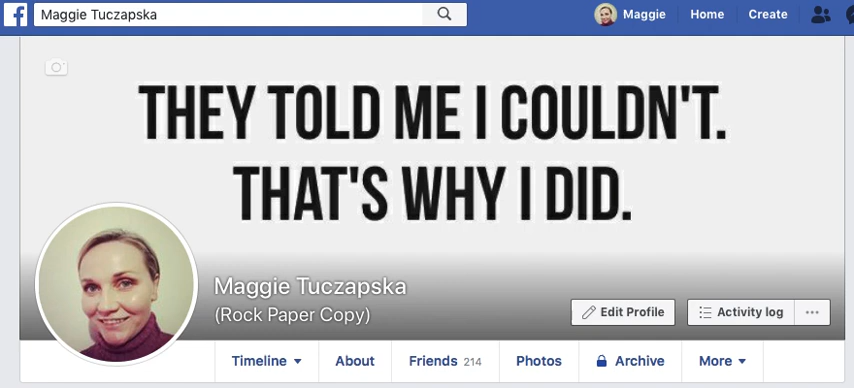 f Maggie Tuczapska Maggie Home Create
THEY TOLD ME I COULDN'T.
THAT'S WHY I DID.
Maggie Tuczapska
(Rock Paper Copy)
Edit Profile Activity log ...
Timeline About Friends 214 Photos Archive More